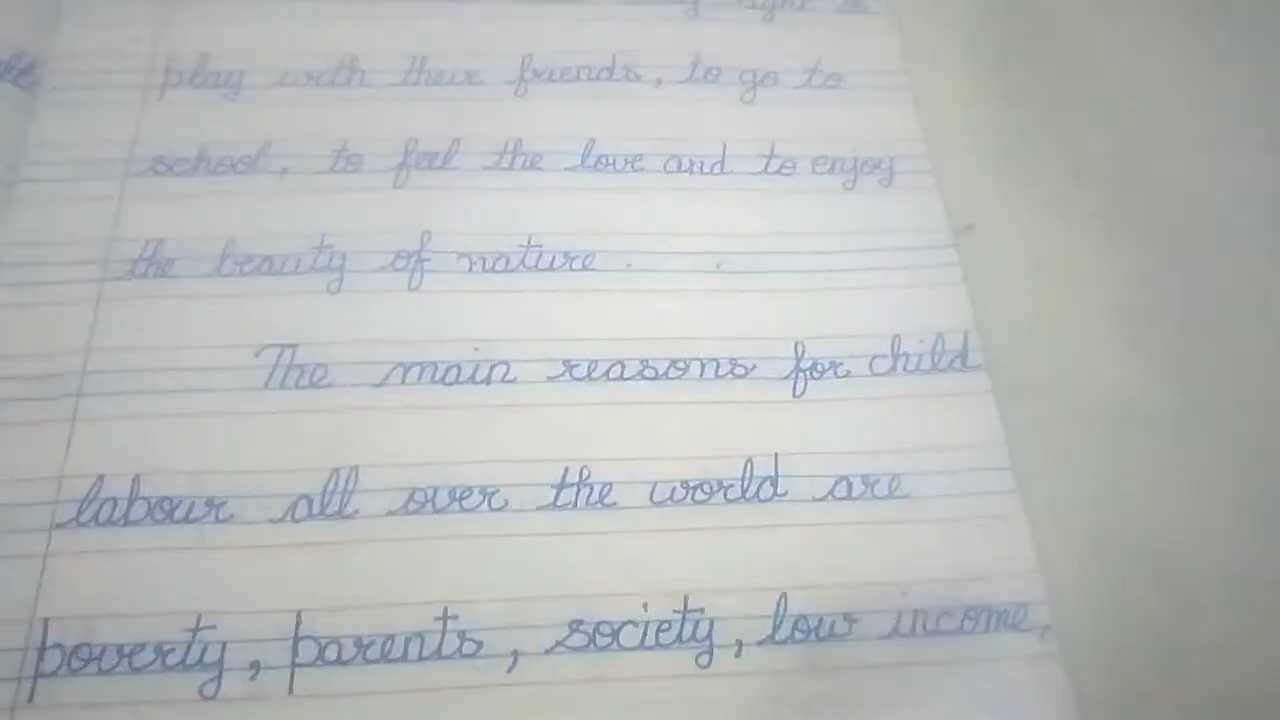 play with their friends, to go to
school, to feel the love and to enjoy
the beauty of nature.
The main reasons for child
labour all over the world are
poverty, parents, society, low income,